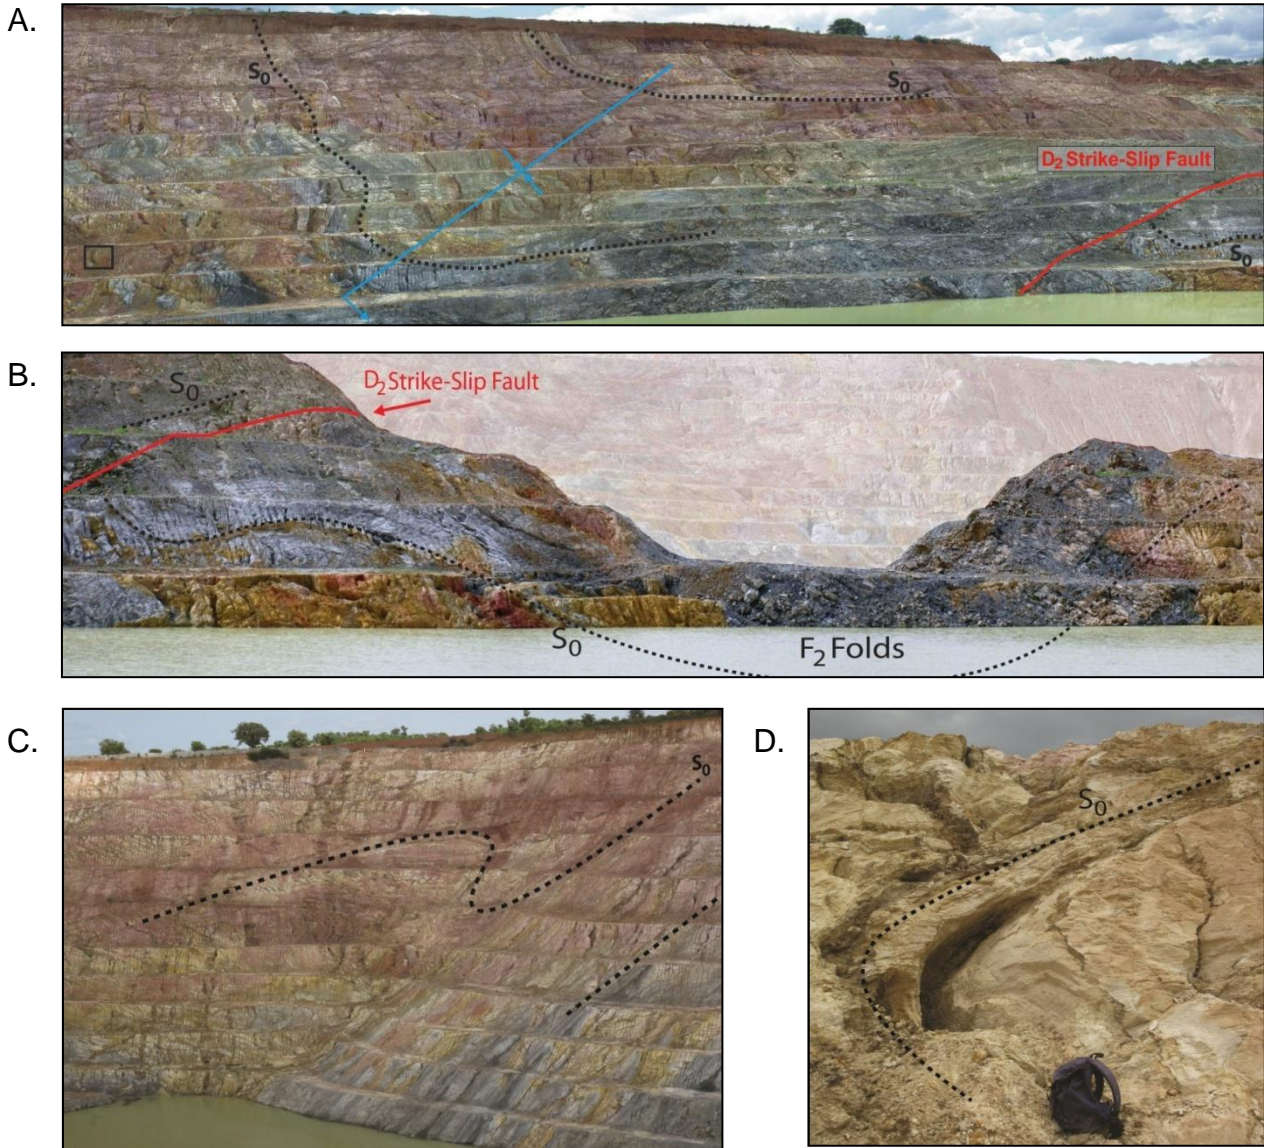 A.
S₀
S₀
D₂ Strike-Slip Fault
S₀
B.
S₀
D₂ Strike-Slip Fault
S₀
F₂ Folds
C.
S₀
D.
S₀